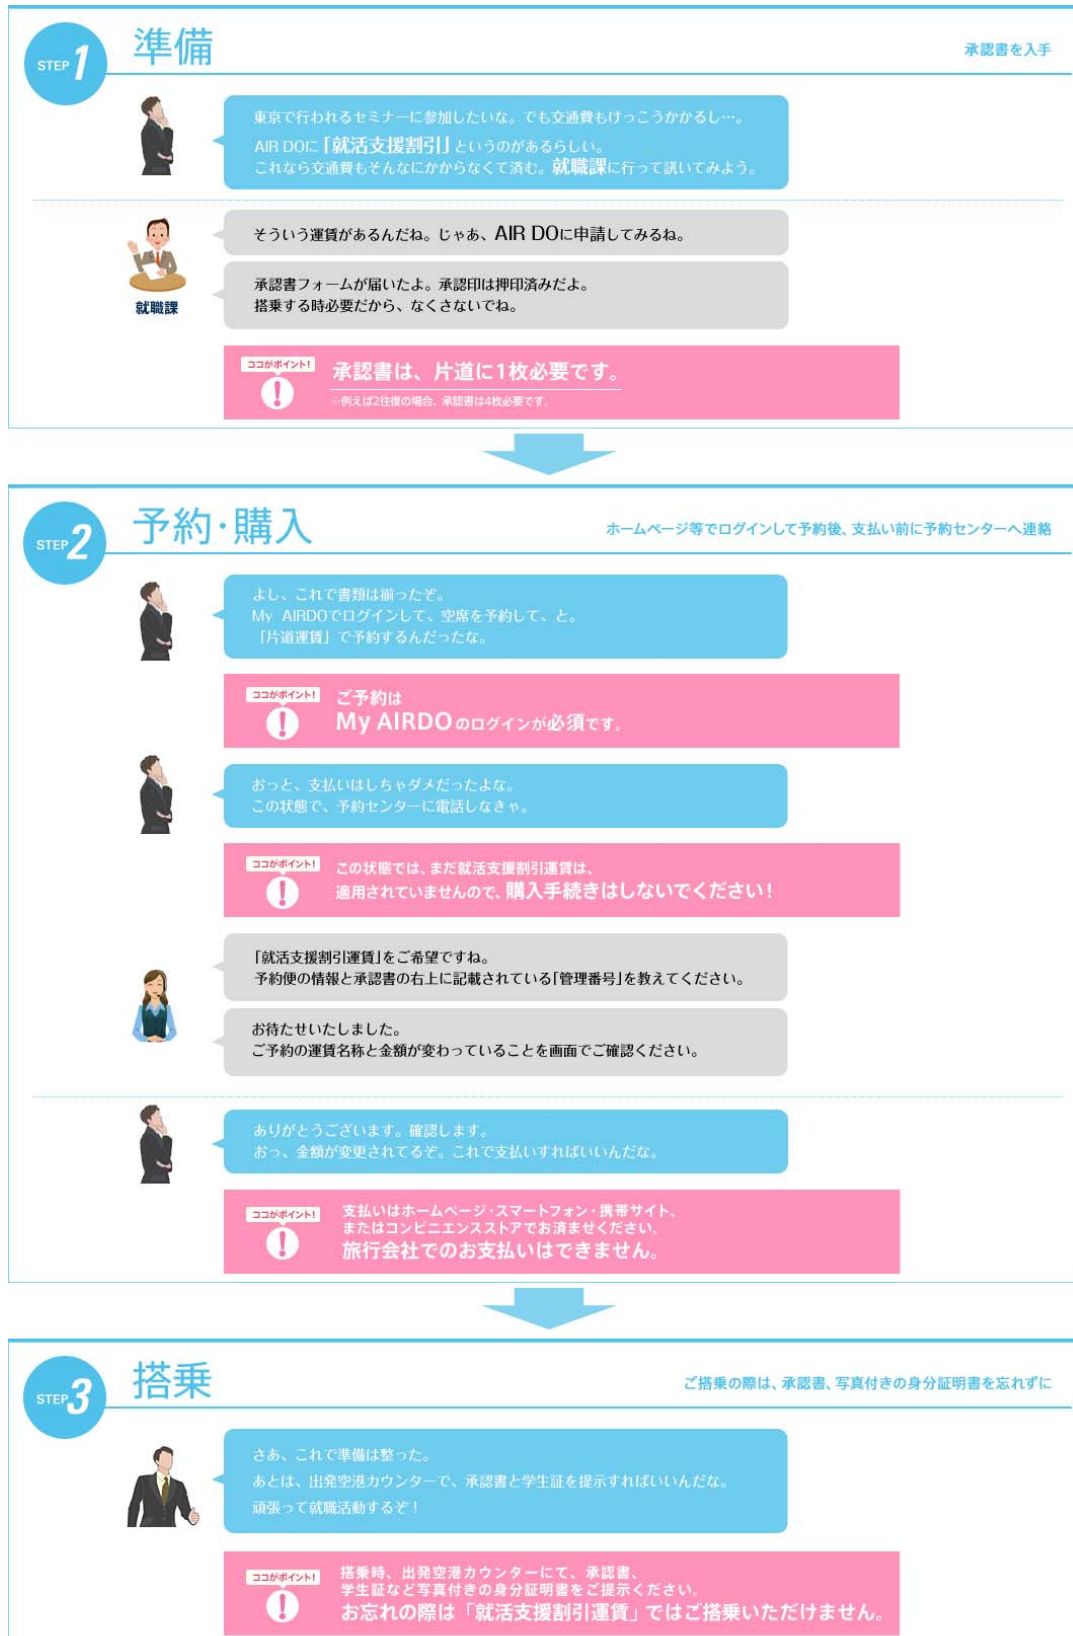 STEP 1
準備
承認書を入手
東京で行われるセミナーに参加したいな。でも交通費もけっこうかかるし…。
AIR DOに「就活支援割引」というのがあるらしい。
これなら交通費もそんなにかからなくて済む。就職課に行って訊いてみよう。
そういう運賃があるんだね。じゃあ、AIR DOに申請してみるね。
承認書フォームが届いたよ。承認印は押印済みだよ。
搭乗する時必要だから、なくさないでね。
就職課
ココがポイント!
承認書は、片道に1枚必要です。
※例えば2往復の場合、承認書は4枚必要です。
STEP 2
予約・購入
ホームページ等でログインして予約後、支払い前に予約センターへ連絡
よし、これで書類は揃ったぞ。
My AIRDOでログインして、空席を予約して、と。
「片道運賃」で予約するんだったな。
ココがポイント!
ご予約は
My AIRDOのログインが必須です。
おっと、支払いはしちゃダメだったよな。
この状態で、予約センターに電話しなきゃ。
ココがポイント!
この状態では、まだ就活支援割引運賃は、
適用されていませんので、購入手続きはしないでください!
「就活支援割引運賃」をご希望ですね。
予約便の情報と承認書の右上に記載されている「管理番号」を教えてください。
お待たせいたしました。
ご予約の運賃名称と金額が変わっていることを画面でご確認ください。
ありがとうございます。確認します。
おっ、金額が変更されてるぞ。これで支払いすればいいんだな。
ココがポイント!
支払いはホームページ・スマートフォン・携帯サイト、
またはコンビニエンスストアでお済ませください。
旅行会社でのお支払いはできません。
STEP 3
搭乗
ご搭乗の際は、承認書、写真付きの身分証明書を忘れずに
さあ、これで準備は整った。
あとは、出発空港カウンターで、承認書と学生証を提示すればいいんだな。
頑張って就職活動するぞ!
ココがポイント!
搭乗時、出発空港カウンターにて、承認書、
学生証など写真付きの身分証明書をご提示ください。
お忘れの際は「就活支援割引運賃」ではご搭乗いただけません。